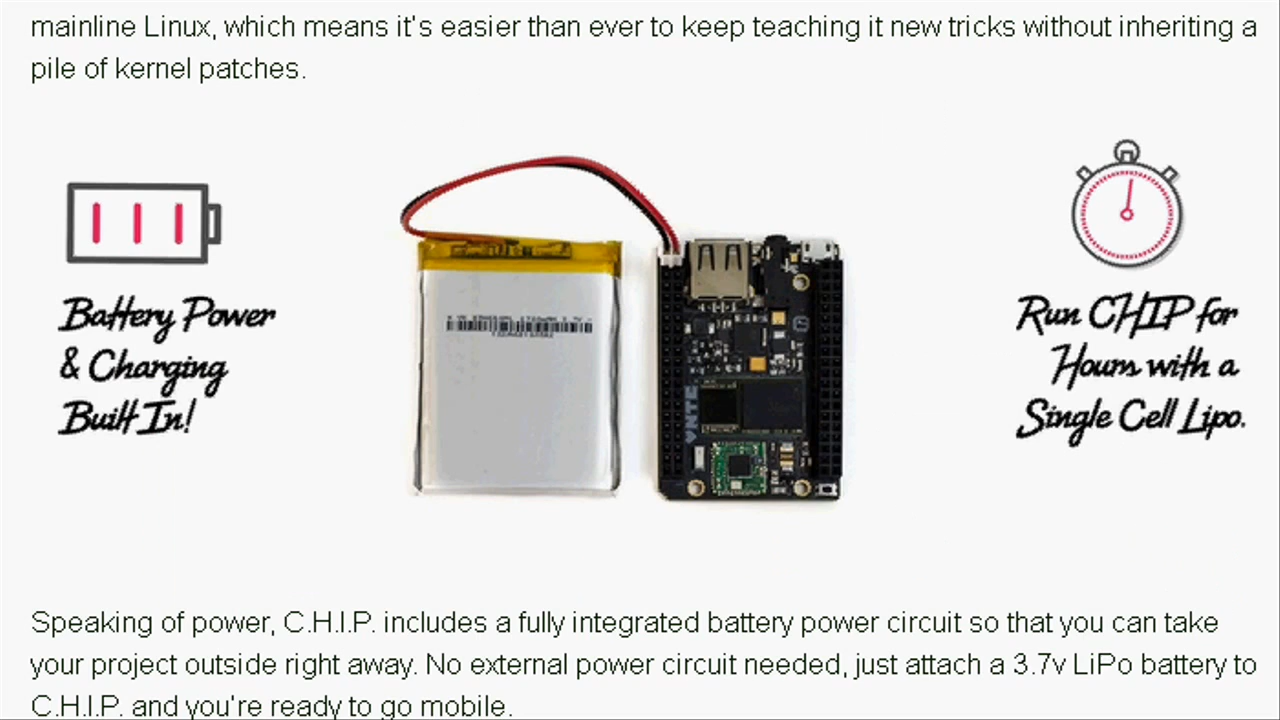 mainline Linux, which means it's easier than ever to keep teaching it new tricks without inheriting a
pile of kernel patches.
Battery Power
& Charging
Built In!
Run CHIP for
Hours with a
Single Cell Lipo.
Speaking of power, C.H.I.P. includes a fully integrated battery power circuit so that you can take
your project outside right away. No external power circuit needed, just attach a 3.7v LiPo battery to
C.H.I.P. and you're ready to go mobile.